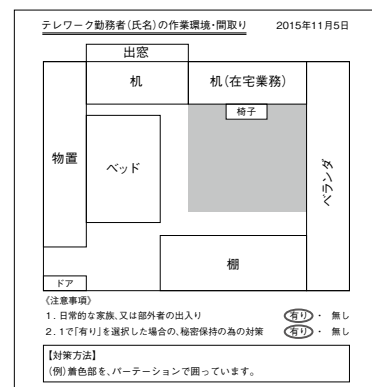 テレワーク勤務者(氏名)の作業環境・間取り 2015年11月5日
出窓
机 机(在宅業務)
椅子
物置
ベッド
ベランダ
棚
ドア
《注意事項》
1.日常的な家族、又は部外者の出入り 有り ・ 無し
2.1で「有り」を選択した場合の、秘密保持の為の対策 有り ・ 無し
【対策方法】
(例)着色部を、パーテーションで囲っています。